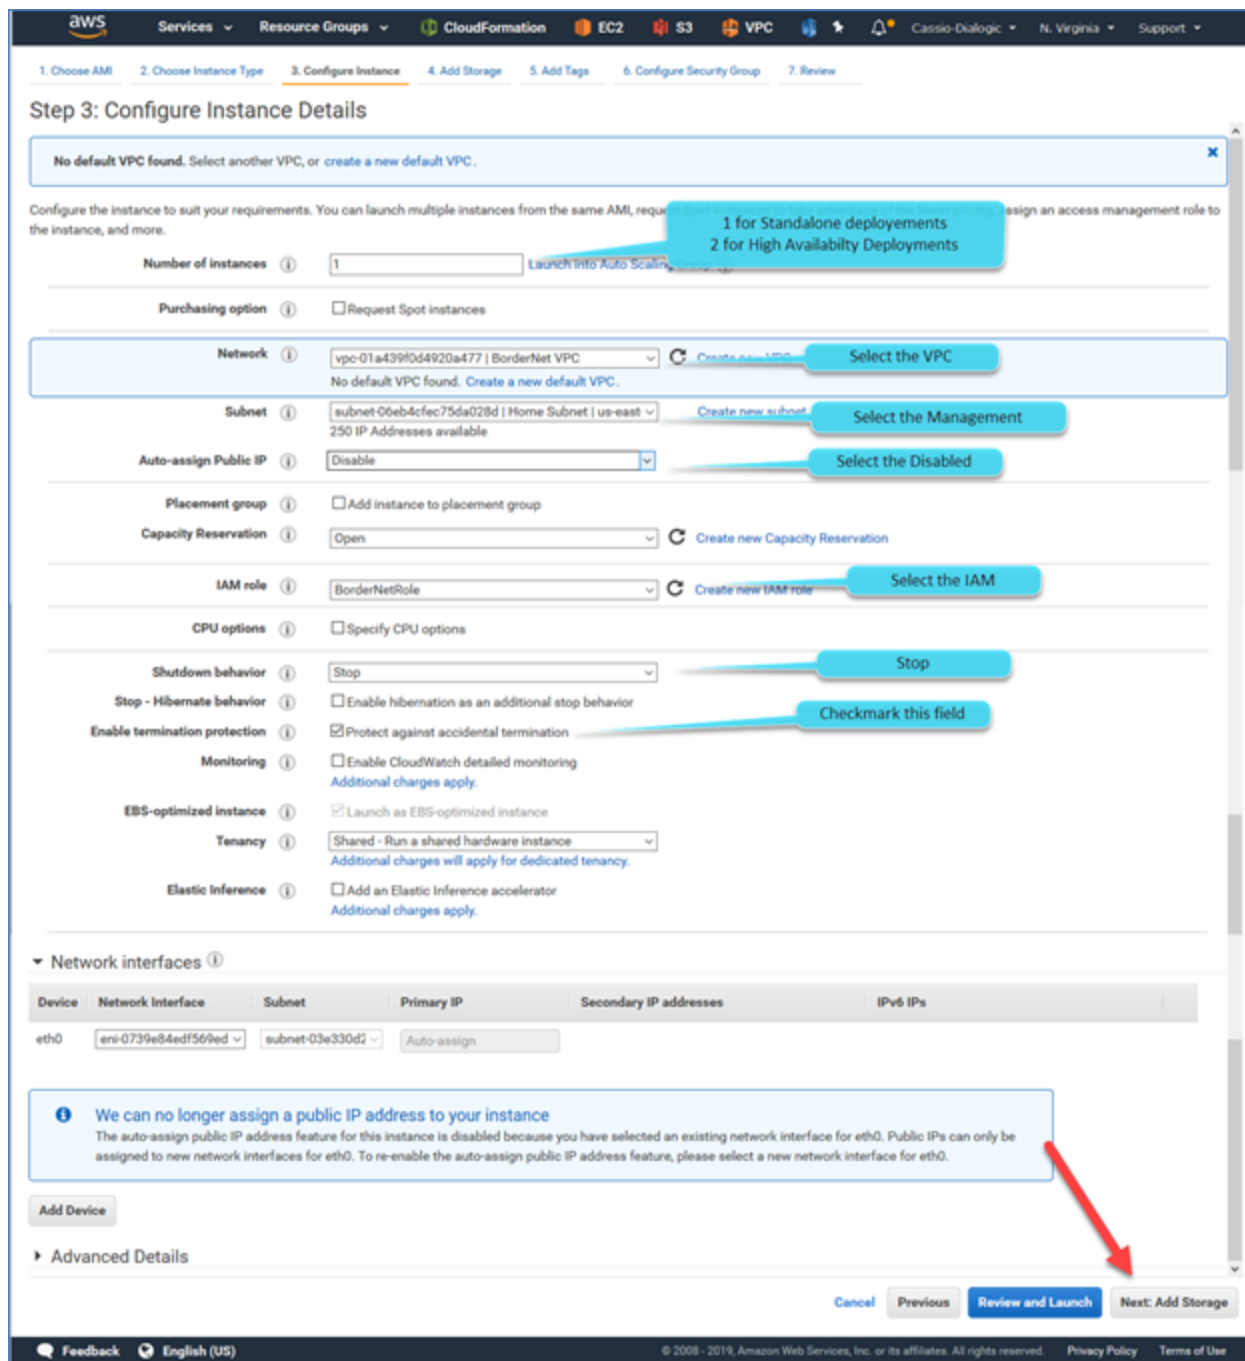 aws Services Resource Groups CloudFormation EC2 S3 VPC Cassio-Dialogic N. Virginia Support
1. Choose AMI 2. Choose Instance Type 3. Configure Instance 4. Add Storage 5. Add Tags 6. Configure Security Group 7. Review
Step 3: Configure Instance Details
No default VPC found. Select another VPC, or create a new default VPC.
Configure the instance to suit your requirements. You can launch multiple instances from the same AMI, assign an access management role to
the instance, and more.
1 for Standalone deployements
2 for High Availabilty Deployments
Number of instances 1 Launch into Auto Scaling
Purchasing option Request Spot instances
Network vpc-01a439f0d4920a477 | BorderNet VPC Create new VPC Select the VPC
No default VPC found. Create a new default VPC.
Subnet subnet-06eb4cfec75da028d | Home Subnet | us-east Create new subnet Select the Management
250 IP Addresses available
Auto-assign Public IP Disable Select the Disabled
Placement group Add instance to placement group
Capacity Reservation Open Create new Capacity Reservation
IAM role BorderNetRole Create new IAM role Select the IAM
CPU options Specify CPU options
Shutdown behavior Stop Stop
Stop - Hibernate behavior Enable hibernation as an additional stop behavior
Enable termination protection Protect against accidental termination Checkmark this field
Monitoring Enable CloudWatch detailed monitoring
Additional charges apply.
EBS-optimized instance Launch as EBS-optimized instance
Tenancy Shared - Run a shared hardware instance
Additional charges will apply for dedicated tenancy.
Elastic Inference Add an Elastic Inference accelerator
Additional charges apply.
Network interfaces
Device Network Interface Subnet Primary IP Secondary IP addresses IPv6 IPs
eth0 eni-0739e84edf569ed subnet-03e330d2 Auto-assign
We can no longer assign a public IP address to your instance
The auto-assign public IP address feature for this instance is disabled because you have selected an existing network interface for eth0. Public IPs can only be
assigned to new network interfaces for eth0. To re-enable the auto-assign public IP address feature, please select a new network interface for eth0.
Add Device
Advanced Details
Cancel Previous Review and Launch Next: Add Storage
Feedback English (US) © 2008 - 2019, Amazon Web Services, Inc. or its affiliates. All rights reserved. Privacy Policy Terms of Use